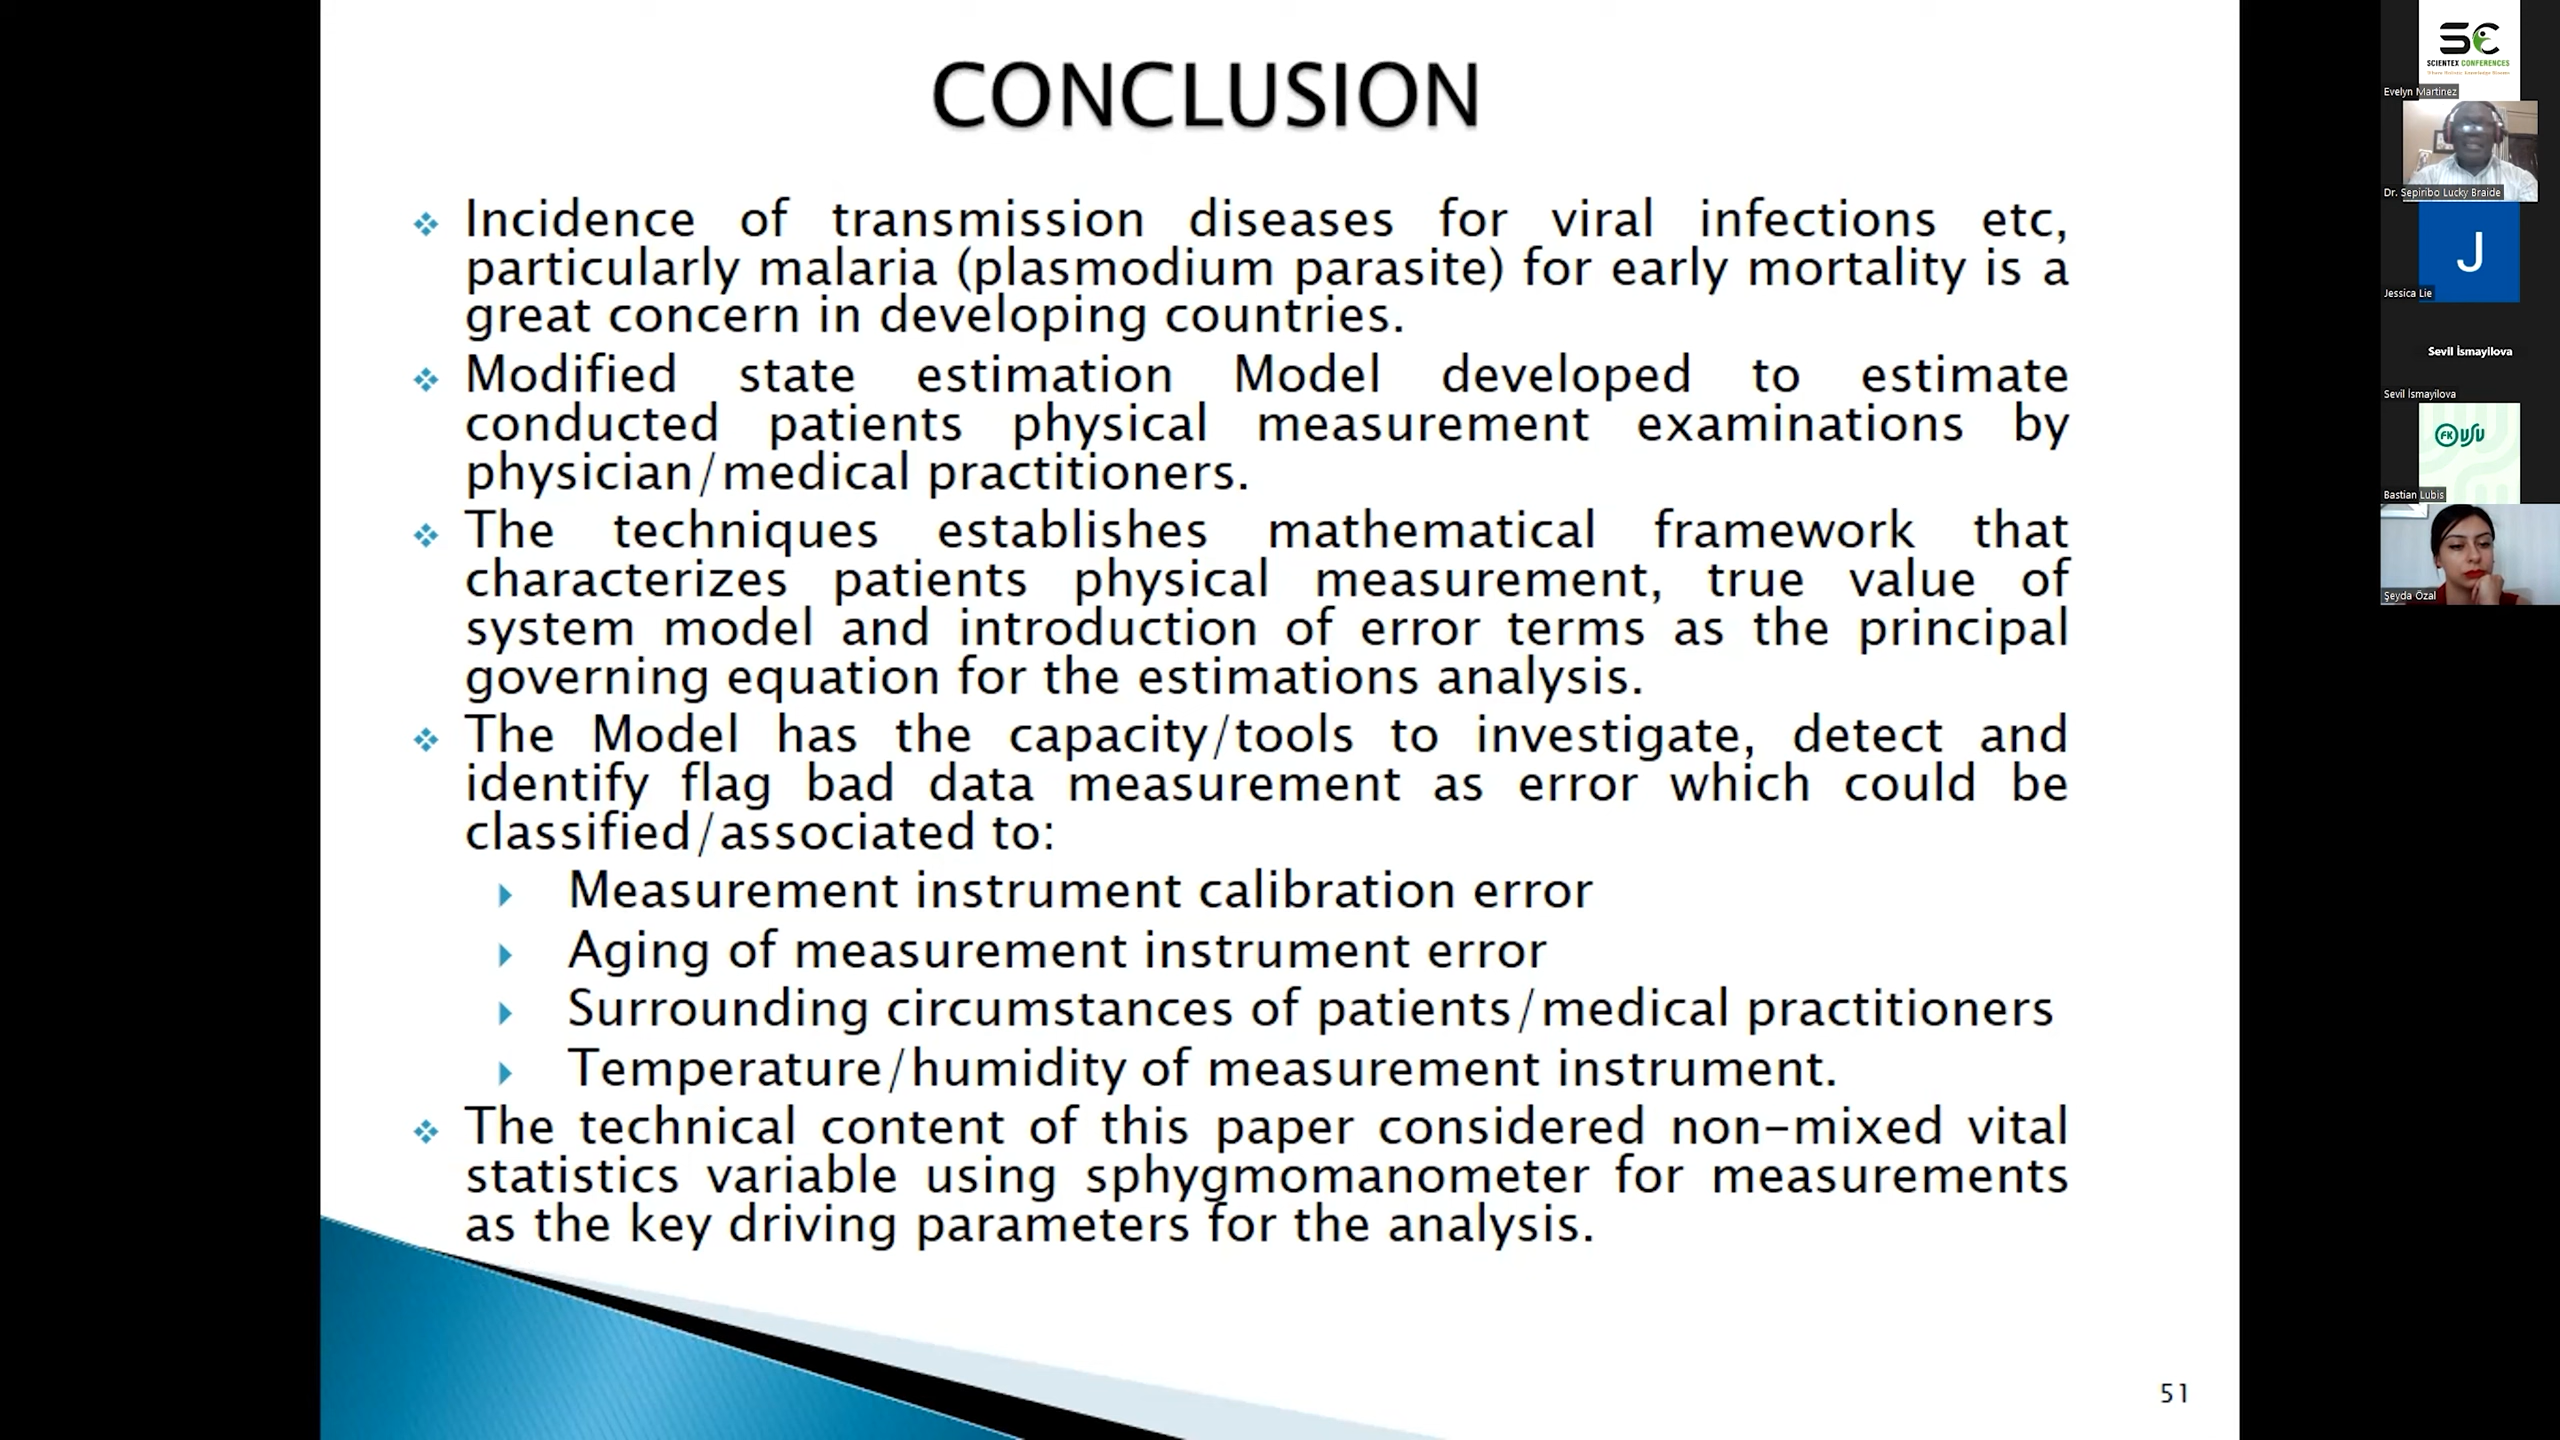 CONCLUSION
Incidence of transmission diseases for viral infections etc,
particularly malaria (plasmodium parasite) for early mortality is a
great concern in developing countries.
Modified state estimation Model developed to estimate
conducted patients physical measurement examinations by
physician/medical practitioners.
The techniques establishes mathematical framework that
characterizes patients physical measurement, true value of
system model and introduction of error terms as the principal
governing equation for the estimations analysis.
The Model has the capacity/tools to investigate, detect and
identify flag bad data measurement as error which could be
classified/associated to:
Measurement instrument calibration error
Aging of measurement instrument error
Surrounding circumstances of patients/medical practitioners
Temperature/humidity of measurement instrument.
The technical content of this paper considered non-mixed vital
statistics variable using sphygmomanometer for measurements
as the key driving parameters for the analysis.
51
SC
SCIENTEX CONFERENCES
Evelyn Martinez
Dr. Sepiribo Lucky Braide
J
Jessica Lie
Sevil İsmayilova
Sevil İsmayilova
FK USU
Bastian Lubis
Şeyda Özal